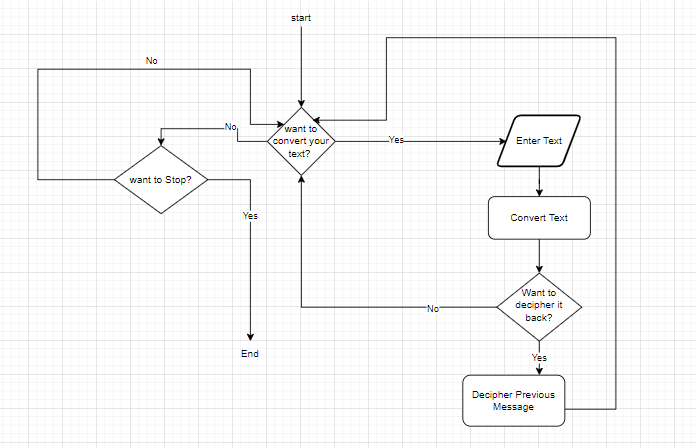 start
No
want to
convert your
text?
No
Yes
Enter Text
want to Stop?
Yes
Convert Text
Want to
decipher it
back?
No
End
Yes
Decipher Previous
Message